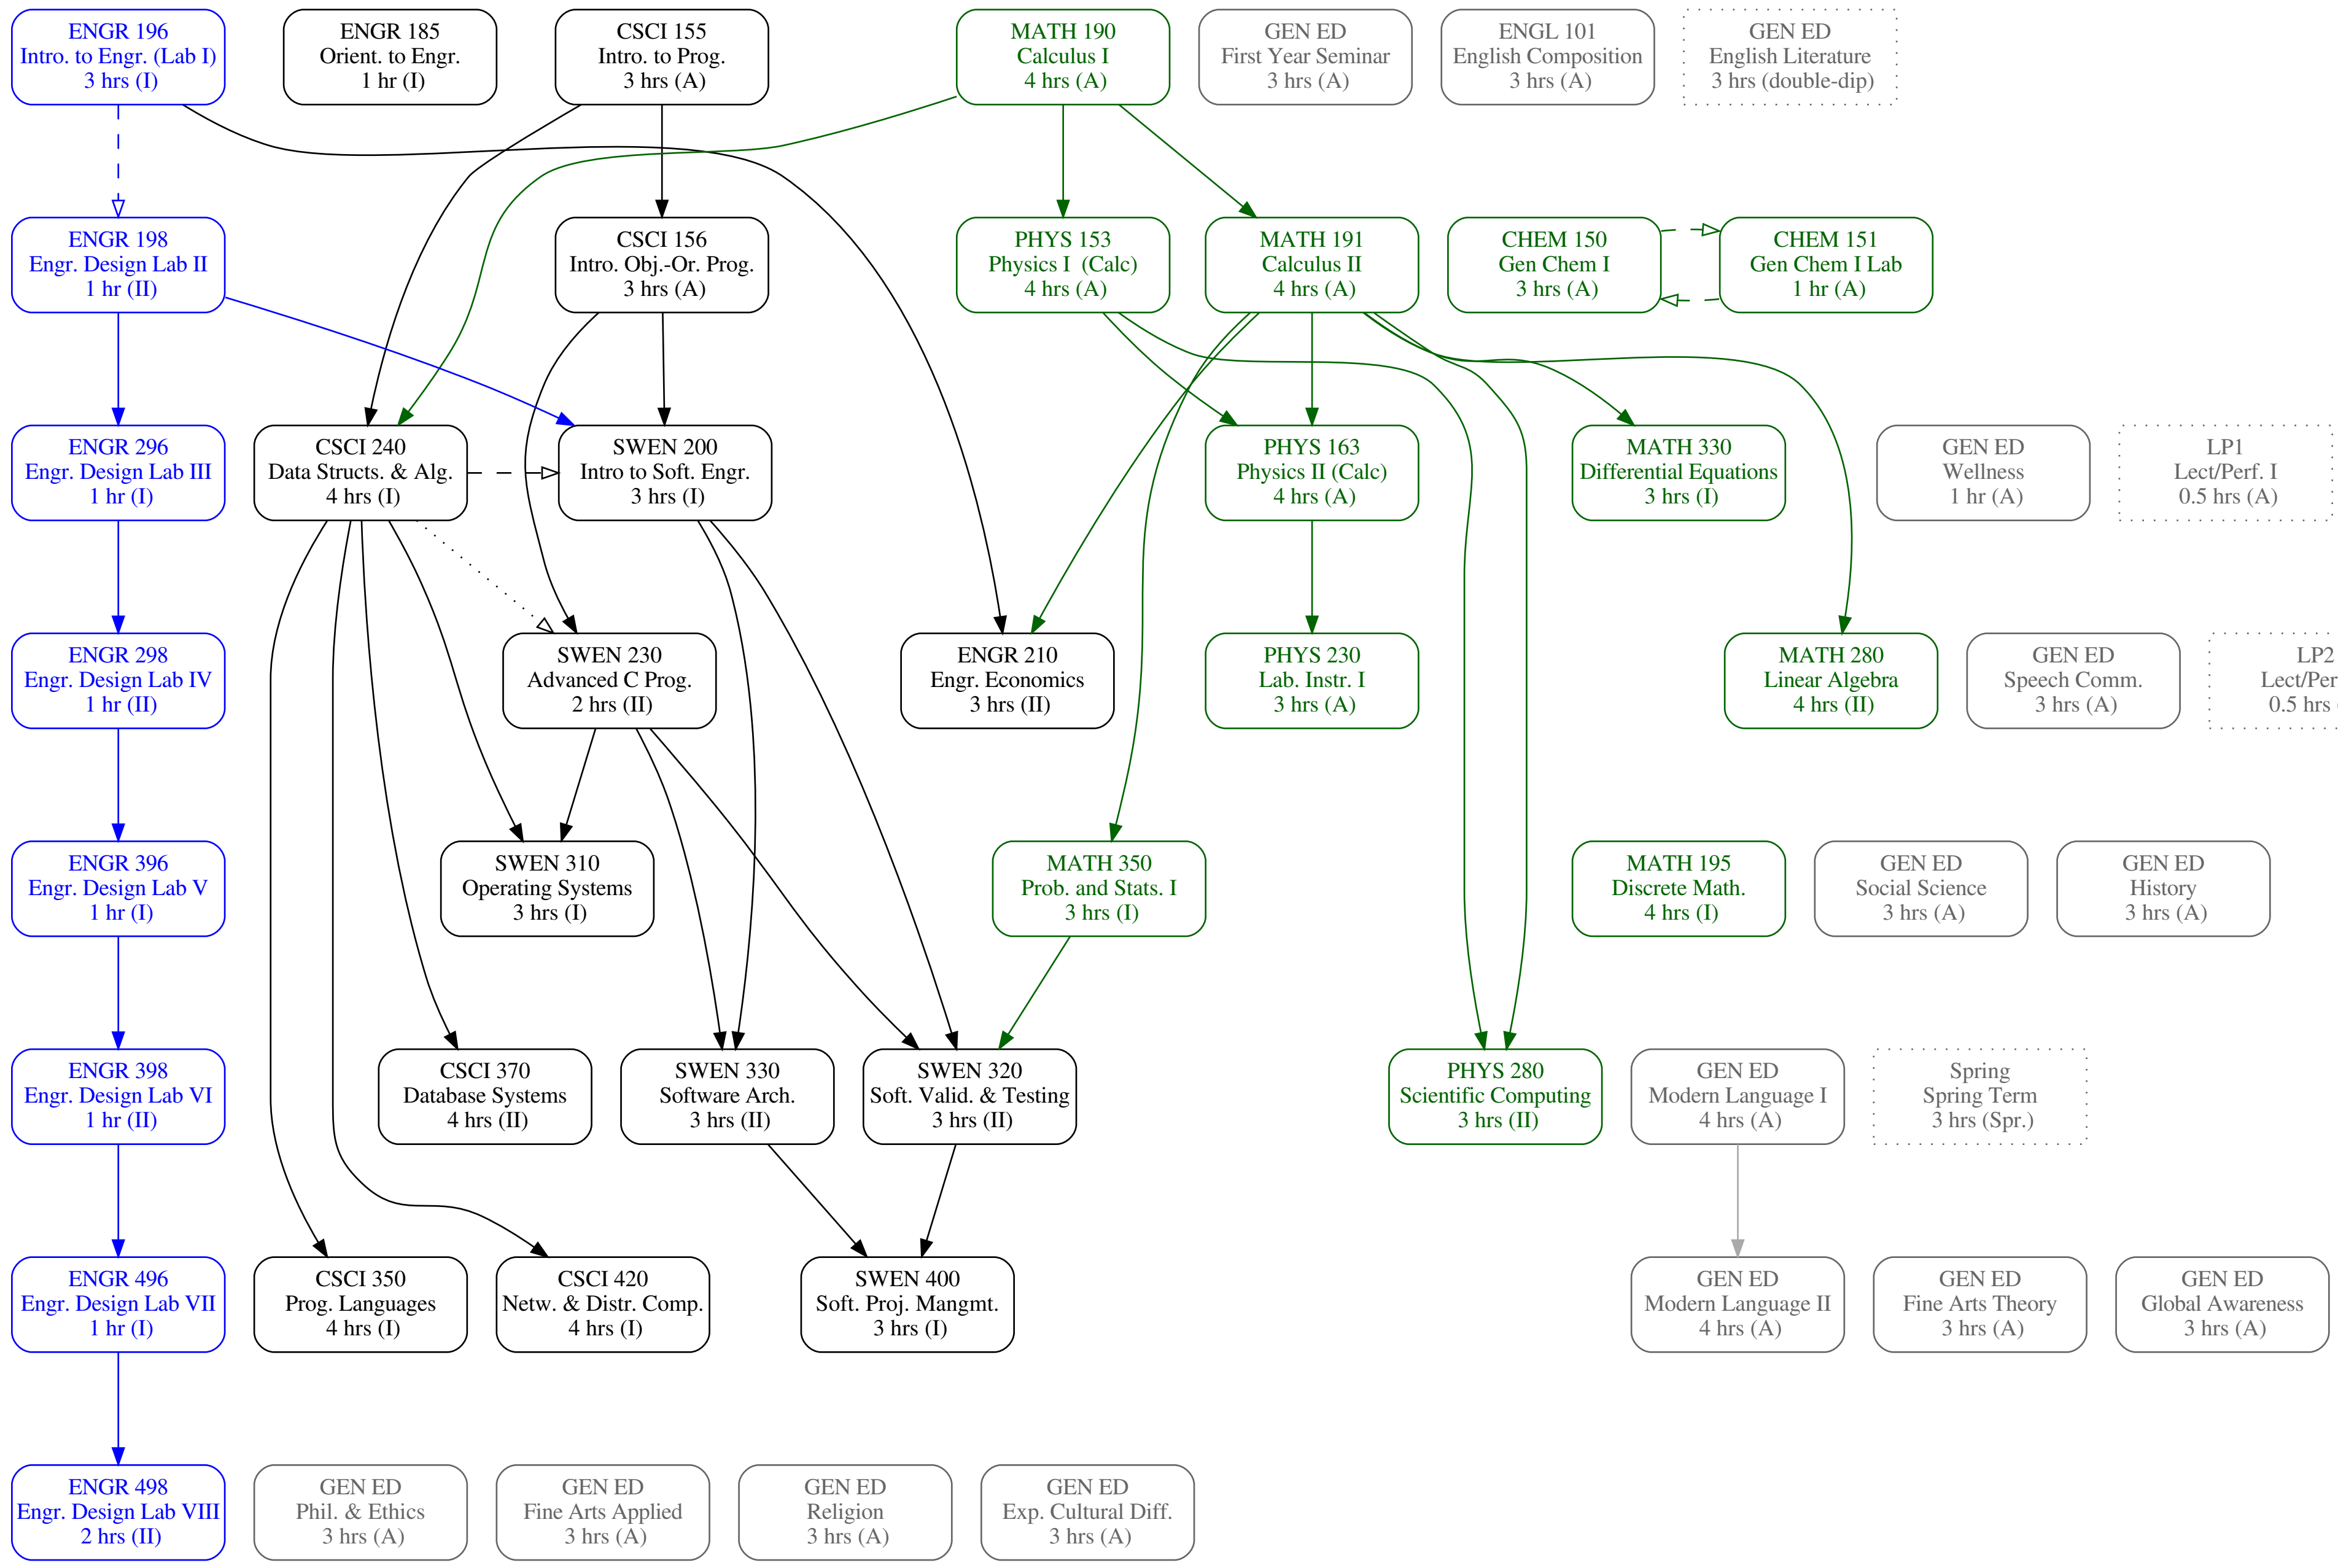 ENGR 196
Intro. to Engr. (Lab I)
3 hrs (I)
ENGR 185
Orient. to Engr.
1 hr (I)
CSCI 155
Intro. to Prog.
3 hrs (A)
MATH 190
Calculus I
4 hrs (A)
GEN ED
First Year Seminar
3 hrs (A)
ENGL 101
English Composition
3 hrs (A)
GEN ED
English Literature
3 hrs (double-dip)
ENGR 198
Engr. Design Lab II
1 hr (II)
CSCI 156
Intro. Obj.-Or. Prog.
3 hrs (A)
PHYS 153
Physics I  (Calc)
4 hrs (A)
MATH 191
Calculus II
4 hrs (A)
CHEM 150
Gen Chem I
3 hrs (A)
CHEM 151
Gen Chem I Lab
1 hr (A)
ENGR 296
Engr. Design Lab III
1 hr (I)
CSCI 240
Data Structs. & Alg.
4 hrs (I)
SWEN 200
Intro to Soft. Engr.
3 hrs (I)
PHYS 163
Physics II (Calc)
4 hrs (A)
MATH 330
Differential Equations
3 hrs (I)
GEN ED
Wellness
1 hr (A)
LP1
Lect/Perf. I
0.5 hrs (A)
ENGR 298
Engr. Design Lab IV
1 hr (II)
SWEN 230
Advanced C Prog.
2 hrs (II)
ENGR 210
Engr. Economics
3 hrs (II)
PHYS 230
Lab. Instr. I
3 hrs (A)
MATH 280
Linear Algebra
4 hrs (II)
GEN ED
Speech Comm.
3 hrs (A)
LP2
Lect/Per
0.5 hrs
ENGR 396
Engr. Design Lab V
1 hr (I)
SWEN 310
Operating Systems
3 hrs (I)
MATH 350
Prob. and Stats. I
3 hrs (I)
MATH 195
Discrete Math.
4 hrs (I)
GEN ED
Social Science
3 hrs (A)
GEN ED
History
3 hrs (A)
ENGR 398
Engr. Design Lab VI
1 hr (II)
CSCI 370
Database Systems
4 hrs (II)
SWEN 330
Software Arch.
3 hrs (II)
SWEN 320
Soft. Valid. & Testing
3 hrs (II)
PHYS 280
Scientific Computing
3 hrs (II)
GEN ED
Modern Language I
4 hrs (A)
Spring
Spring Term
3 hrs (Spr.)
ENGR 496
Engr. Design Lab VII
1 hr (I)
CSCI 350
Prog. Languages
4 hrs (I)
CSCI 420
Netw. & Distr. Comp.
4 hrs (I)
SWEN 400
Soft. Proj. Mangmt.
3 hrs (I)
GEN ED
Modern Language II
4 hrs (A)
GEN ED
Fine Arts Theory
3 hrs (A)
GEN ED
Global Awareness
3 hrs (A)
ENGR 498
Engr. Design Lab VIII
2 hrs (II)
GEN ED
Phil. & Ethics
3 hrs (A)
GEN ED
Fine Arts Applied
3 hrs (A)
GEN ED
Religion
3 hrs (A)
GEN ED
Exp. Cultural Diff.
3 hrs (A)